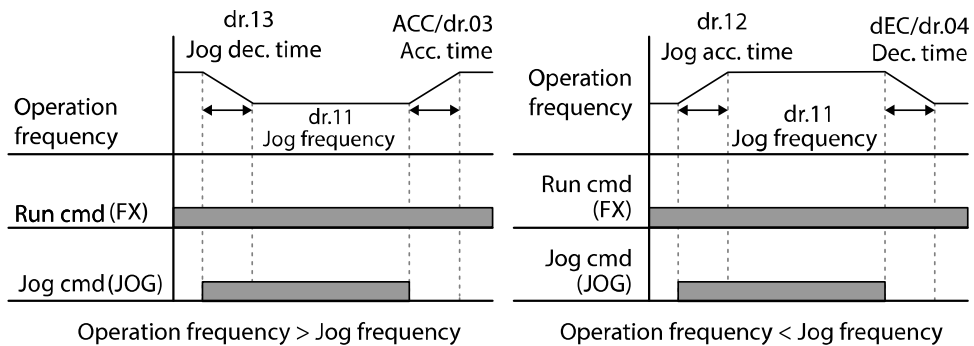 dr.13
Jog dec. time
ACC/dr.03
Acc. time
Operation
frequency
dr.11
Jog frequency
Run cmd (FX)
Jog cmd (JOG)
Operation frequency > Jog frequency
dr.12
Jog acc. time
dEC/dr.04
Dec. time
Operation
frequency
dr.11
Jog frequency
Run cmd
(FX)
Jog cmd
(JOG)
Operation frequency < Jog frequency